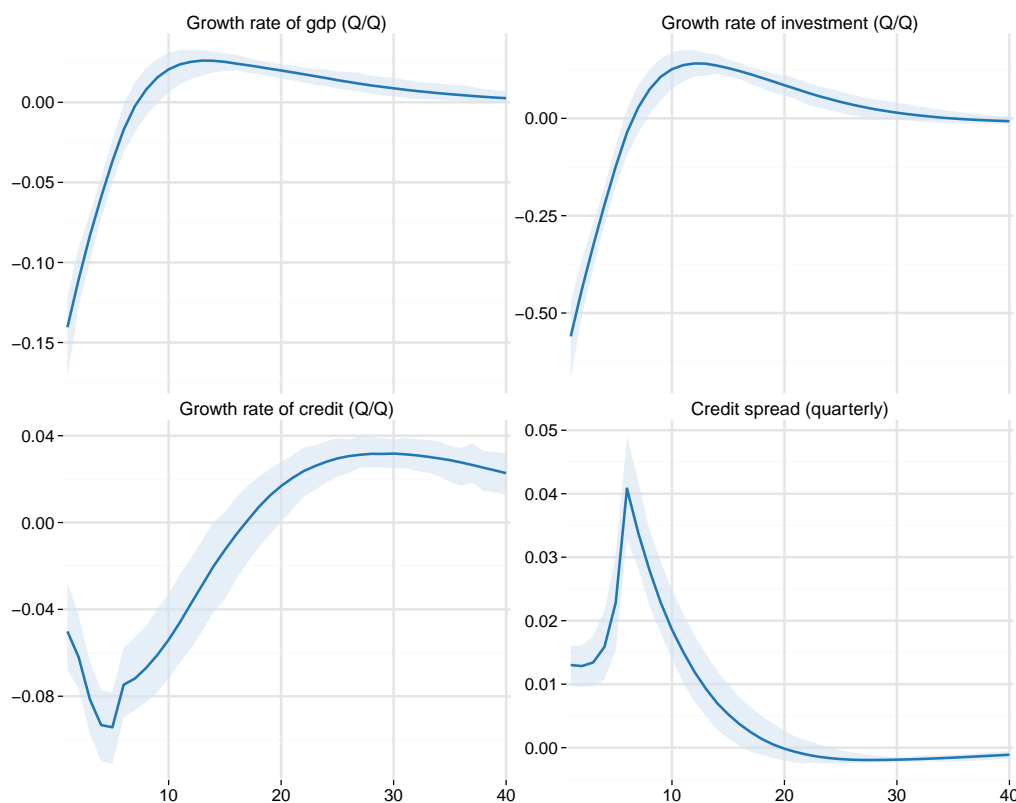 Growth rate of gdp (Q/Q)
0.00
−0.05
−0.10
−0.15
Growth rate of investment (Q/Q)
0.00
−0.25
−0.50
Growth rate of credit (Q/Q)
0.04
0.00
−0.04
−0.08
10 20 30 40
Credit spread (quarterly)
0.05
0.04
0.03
0.02
0.01
0.00
10 20 30 40